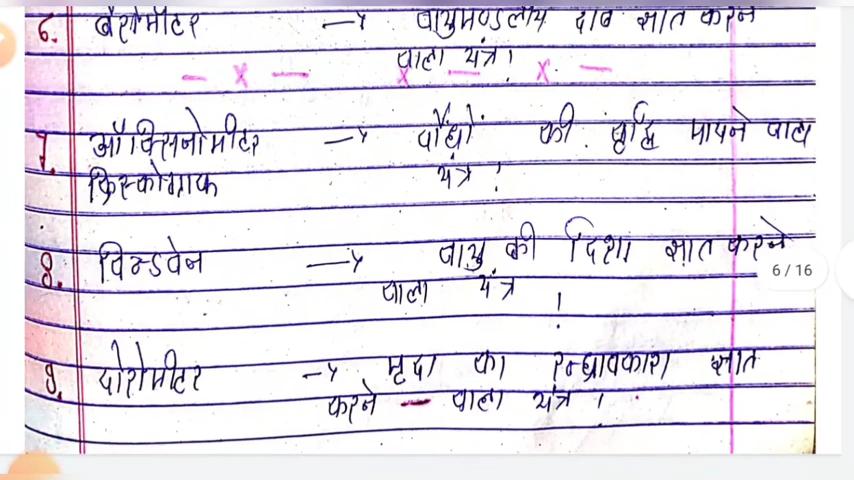 6. बैरोमीटर → वायुमण्डलीय दाब ज्ञात करने
वाला यंत्र।
- x - x - x -
7. ऑक्सिनोमीटर → पौधों की वृद्धि मापने वाला
क्रिस्कोग्राफ यंत्र।
8. विन्डवेन → वायु की दिशा ज्ञात करने
वाला यंत्र ।
6/16
9. पोरोमीटर → मृदा का रन्ध्रावकाश ज्ञात
करने - वाला यंत्र ।